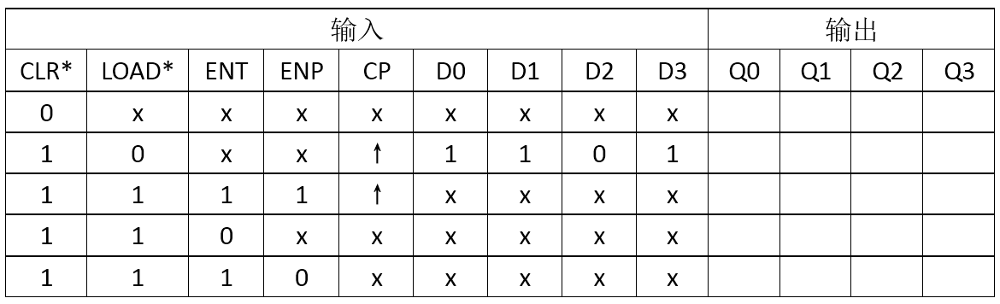 输入 输出
CLR* LOAD* ENT ENP CP D0 D1 D2 D3 Q0 Q1 Q2 Q3
0 x x x x x x x x
1 0 x x ↑ 1 1 0 1
1 1 1 1 ↑ x x x x
1 1 0 x x x x x x
1 1 1 0 x x x x x